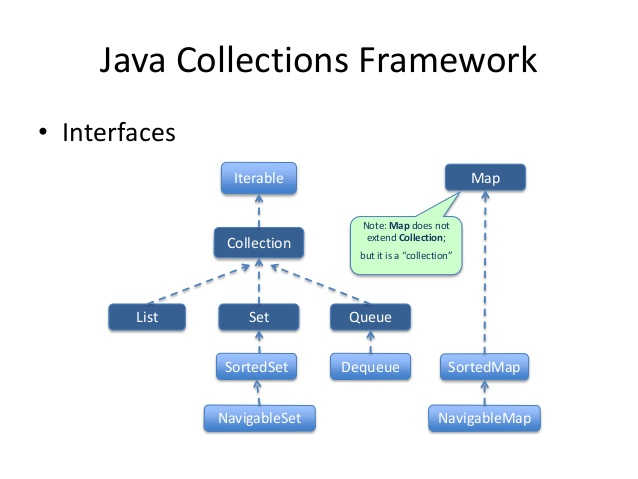 Java Collections Framework
• Interfaces
Iterable
Map
Note: Map does not
extend Collection;
but it is a “collection”
Collection
List
Set
Queue
SortedSet
Dequeue
SortedMap
NavigableSet
NavigableMap